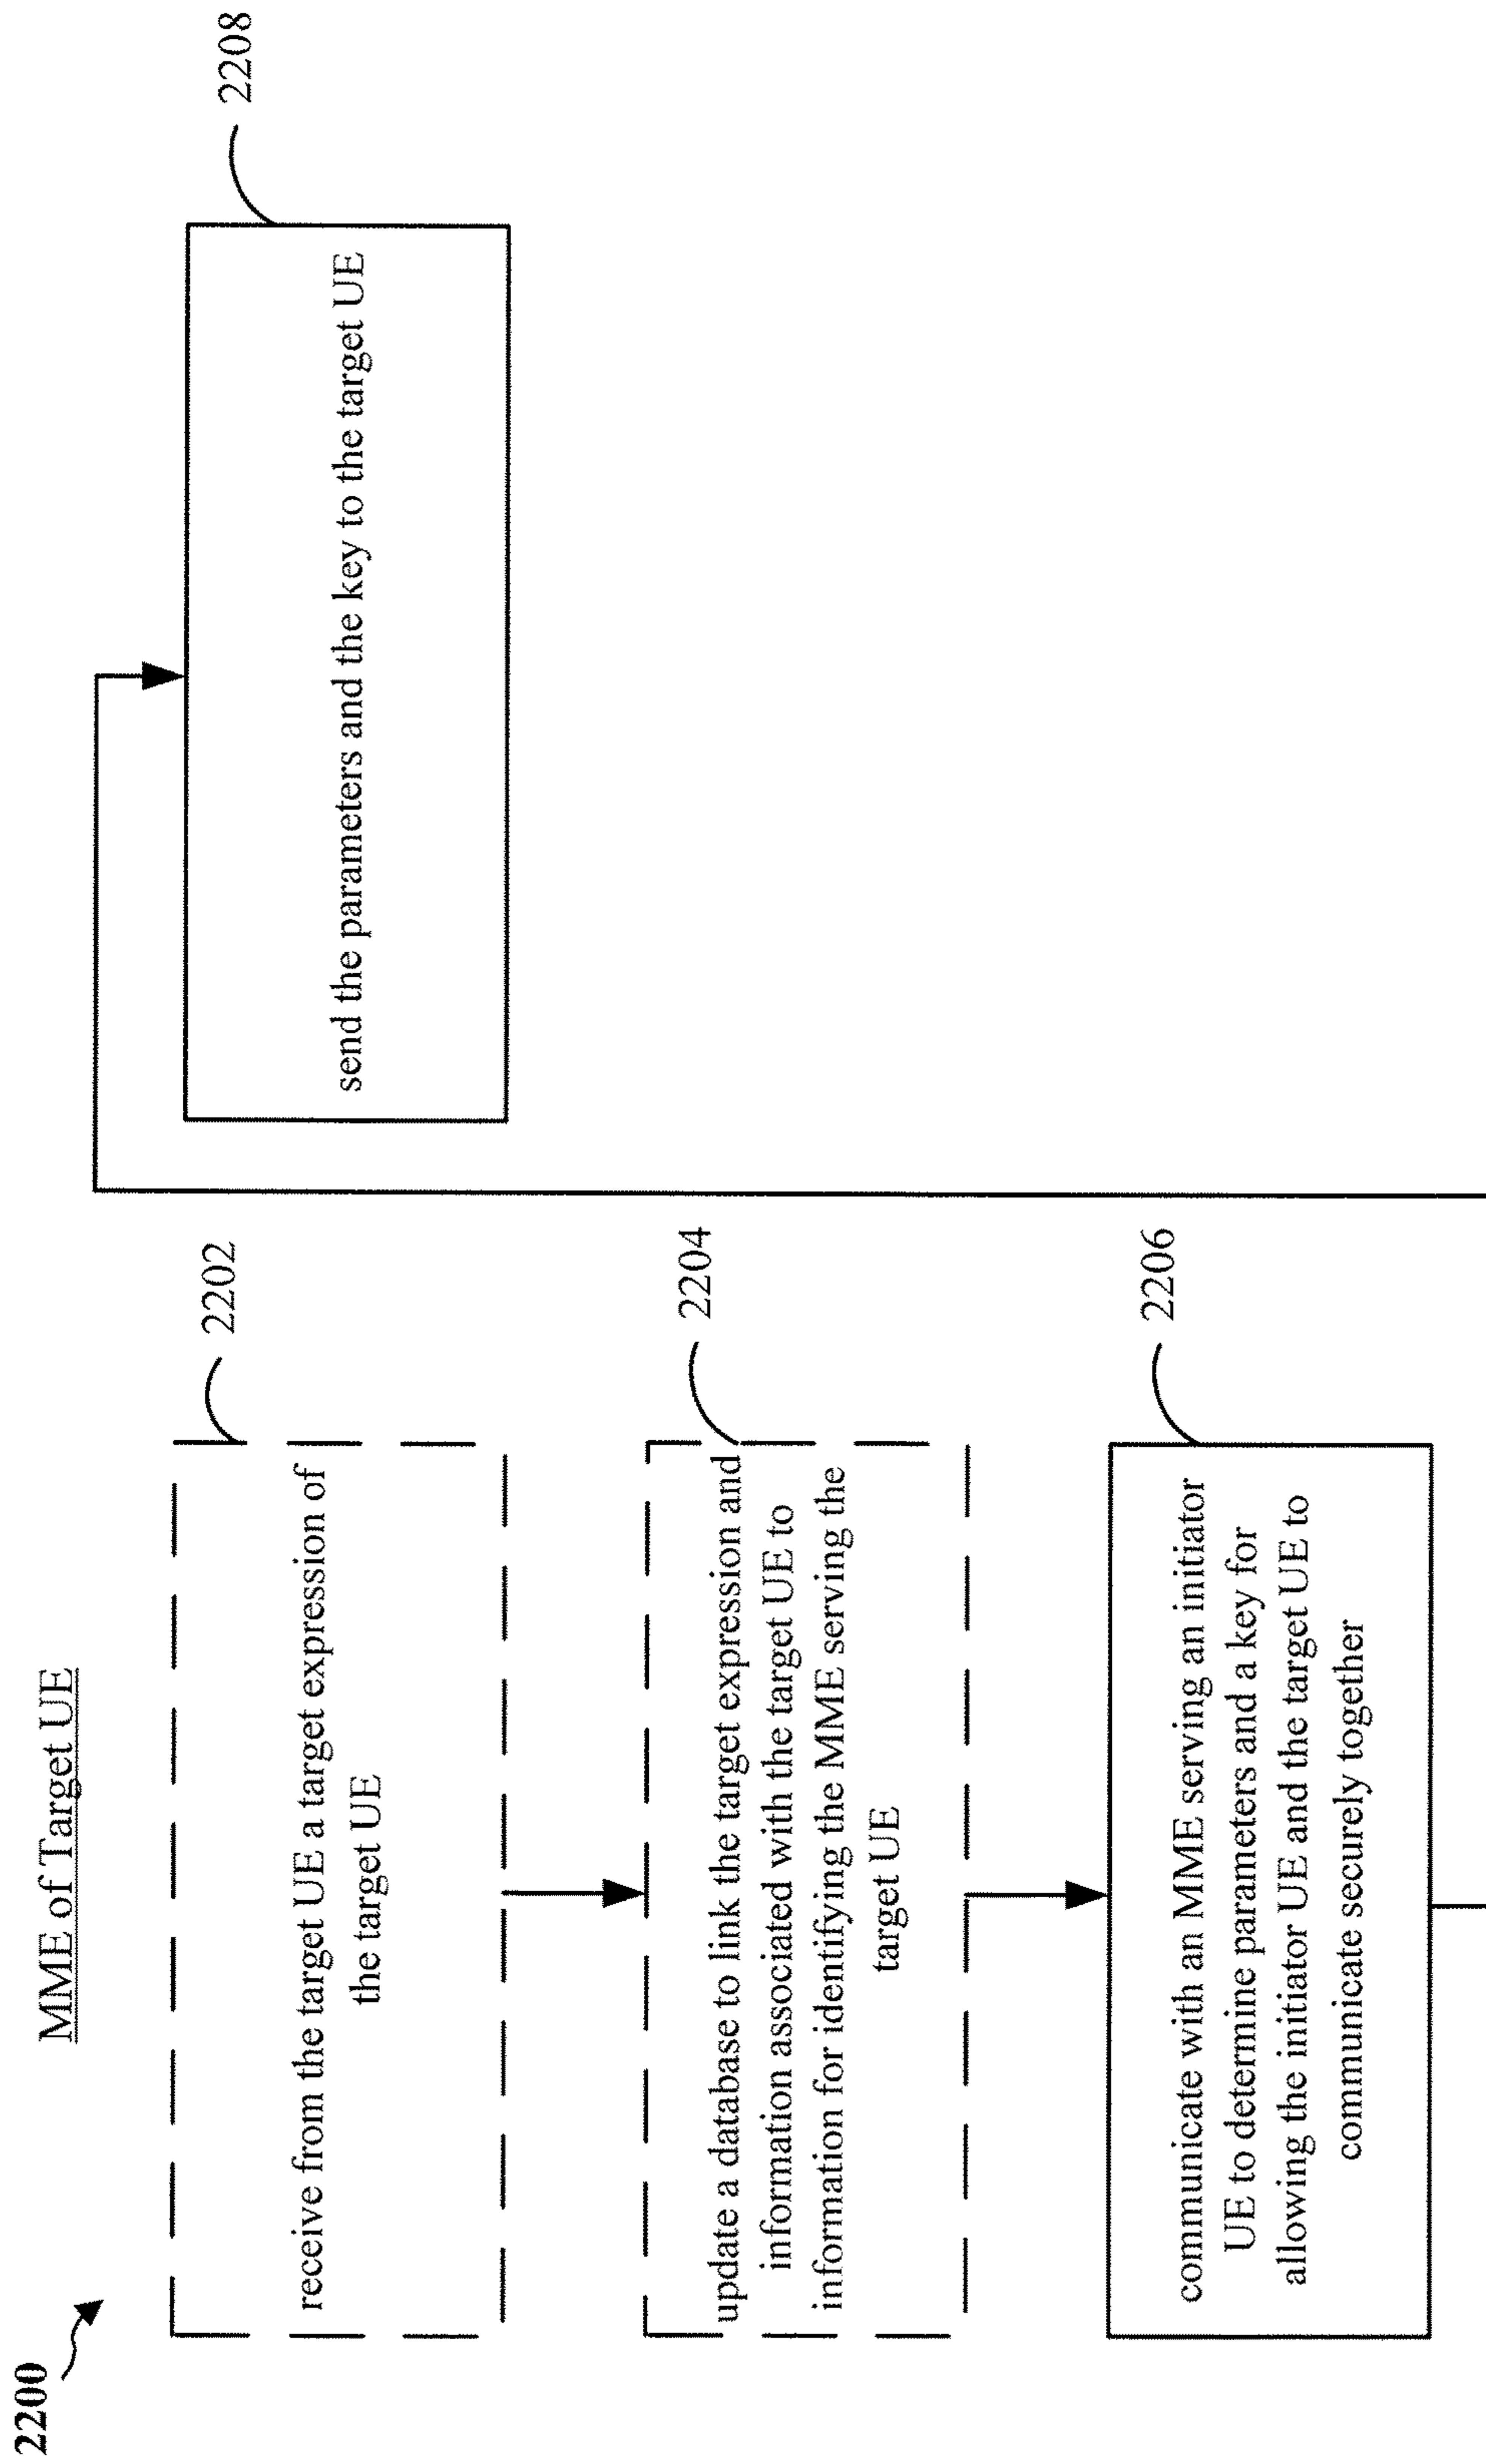 2200
MME of Target UE
2202
receive from the target UE a target expression of
the target UE
2204
update a database to link the target expression and
information associated with the target UE to
information for identifying the MME serving the
target UE
2206
communicate with an MME serving an initiator
UE to determine parameters and a key for
allowing the initiator UE and the target UE to
communicate securely together
2208
send the parameters and the key to the target UE